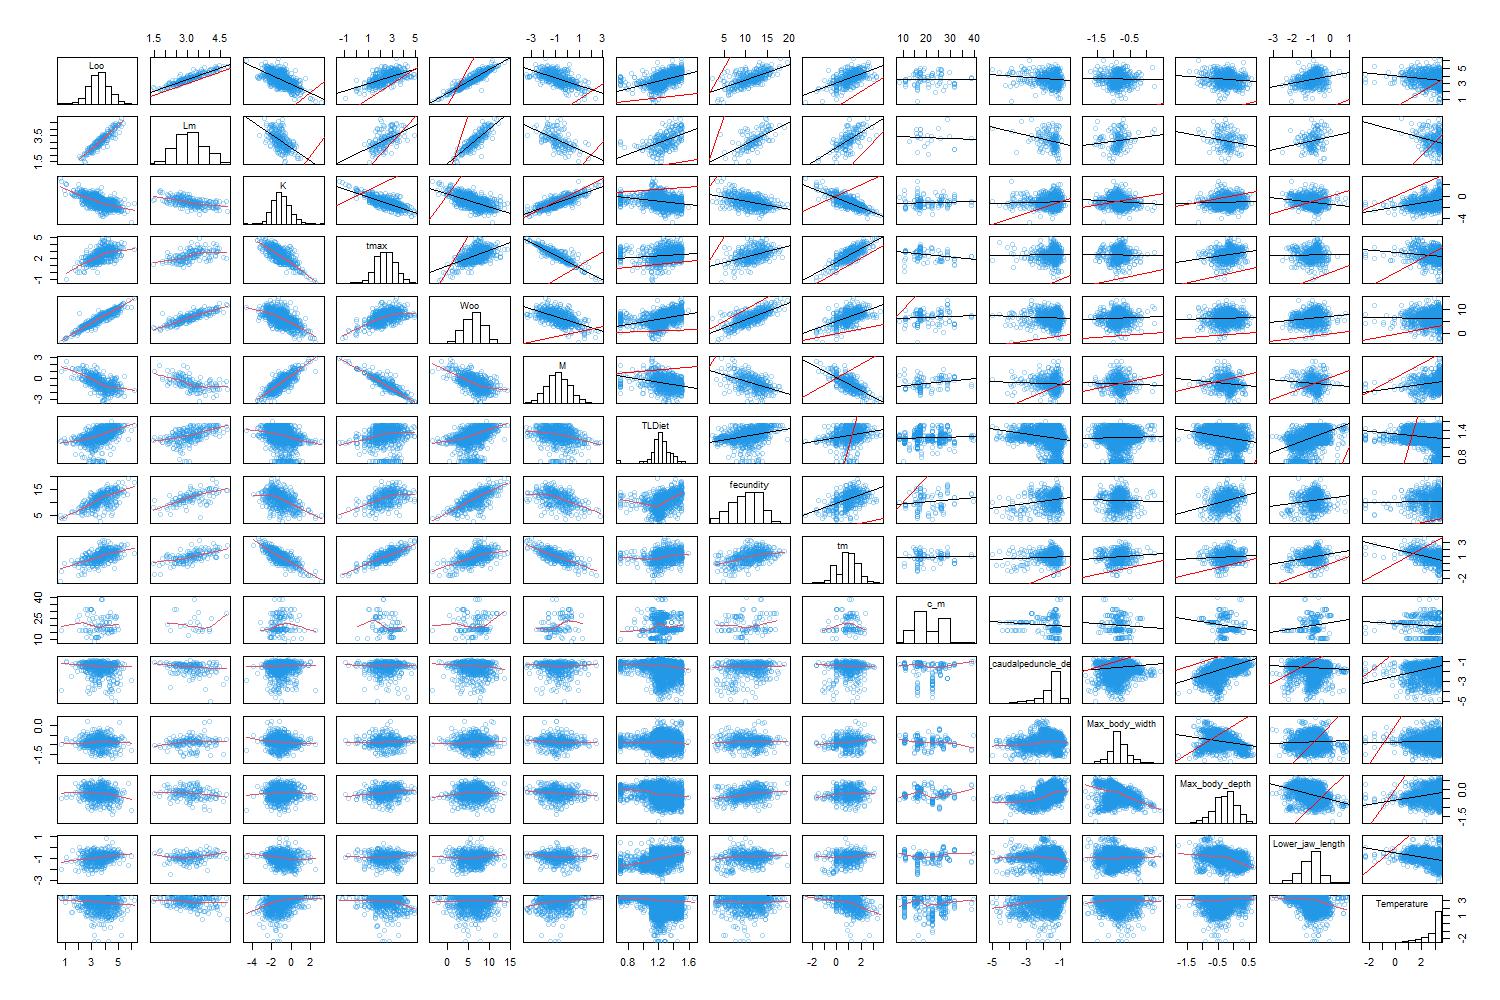 1.5 3.0 4.5 -1 1 3 5 -3 -1 1 3 5 10 15 20 10 20 30 40 -1.5 -0.5 -3 -2 -1 0 1
Loo
1 3 5
Lm
1.5 3.5
K
-4 0
tmax
-1 2 5
Woo
0 10
M
-3 0 3
TLDiet
0.8 1.4
fecundity
5 15
tm
-2 1 3
c_m
10 25 40
caudalpeduncle_de
-5 -3 -1
Max_body_width
-1.5 0.0
Max_body_depth
-1.5 0.0
Lower_jaw_length
-3 -1 1
Temperature
-2 1 3
1 3 5 -4 -2 0 2 0 5 10 15 0.8 1.2 1.6 -2 0 2 -5 -3 -1 -1.5 -0.5 0.5 -2 0 2